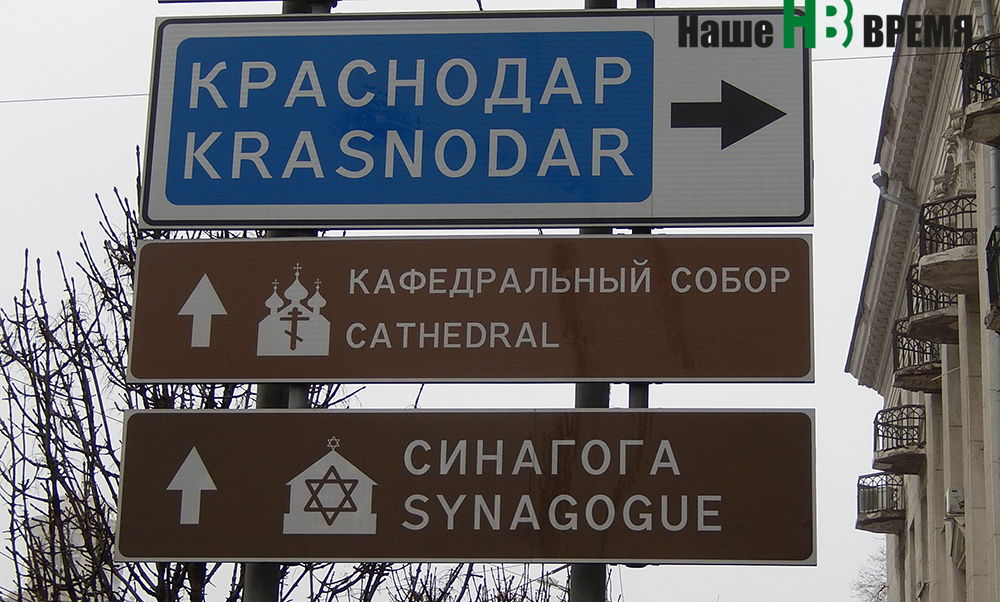 Наше НВ ВРЕМЯ
КРАСНОДАР
KRASNODAR
КАФЕДРАЛЬНЫЙ СОБОР
CATHEDRAL
СИНАГОГА
SYNAGOGUE